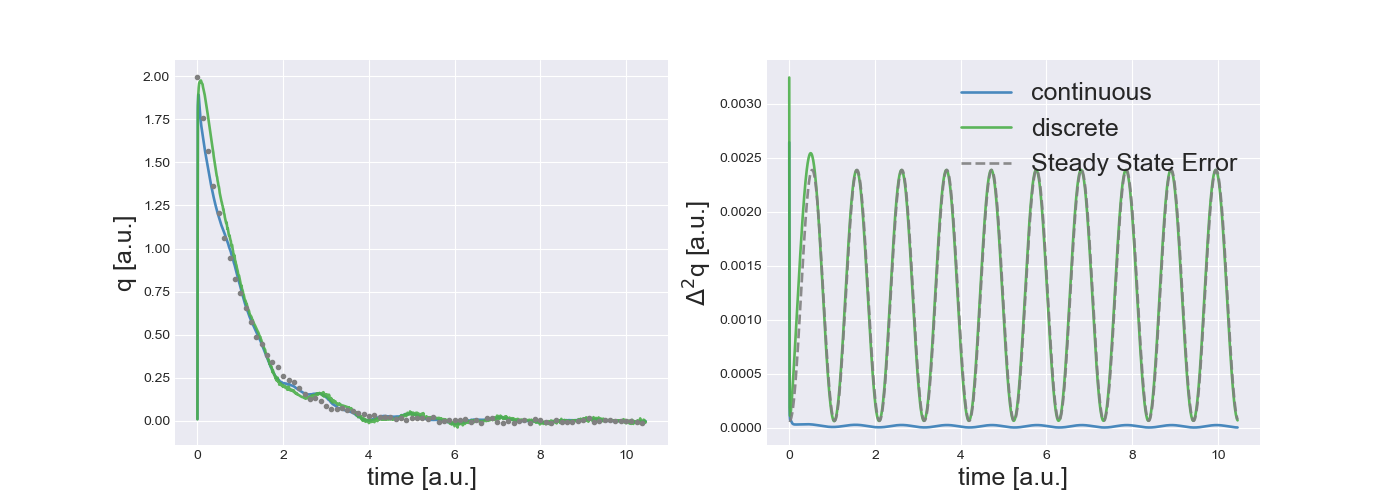 2.00
1.75
1.50
1.25
1.00
0.75
0.50
0.25
0.00
q [a.u.]
0 2 4 6 8 10
time [a.u.]
0.0030
0.0025
0.0020
0.0015
0.0010
0.0005
0.0000
Δ²q [a.u.]
continuous
discrete
Steady State Error
0 2 4 6 8 10
time [a.u.]